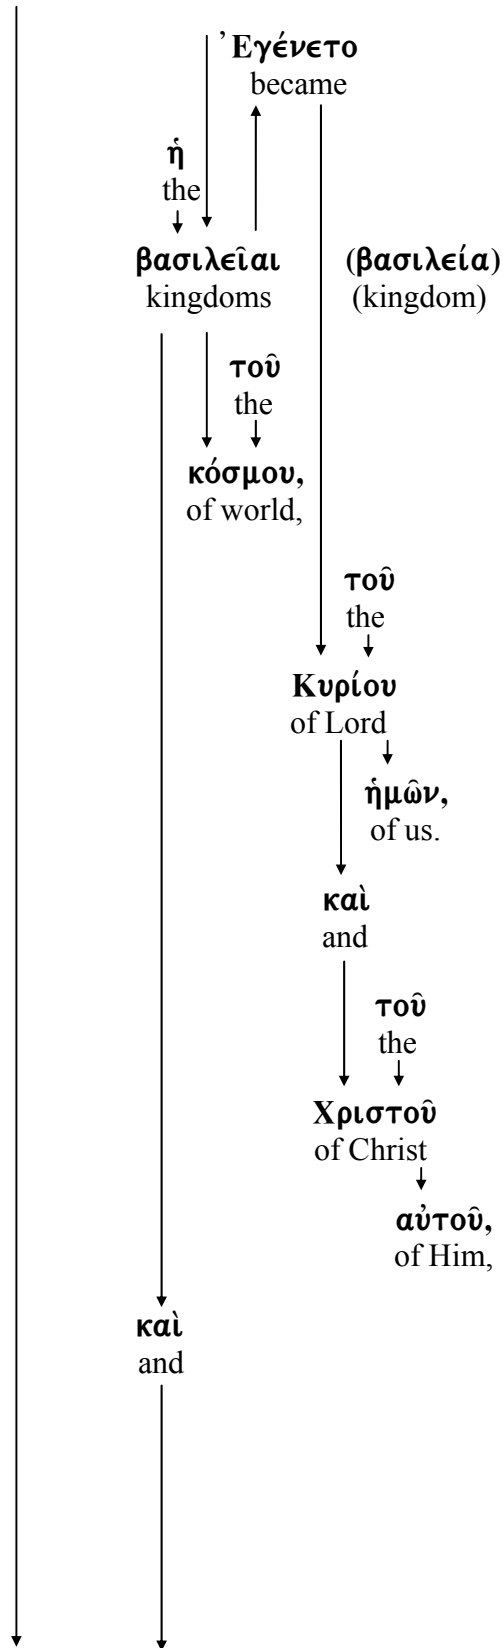 ᾿Εγένετο
became
ἡ
the
βασιλεῖαι (βασιλεία)
kingdoms (kingdom)
τοῦ
the
κόσμου,
of world,
τοῦ
the
Κυρίου
of Lord
ἡμῶν,
of us.
καὶ
and
τοῦ
the
Χριστοῦ
of Christ
αὐτοῦ,
of Him,
καὶ
and